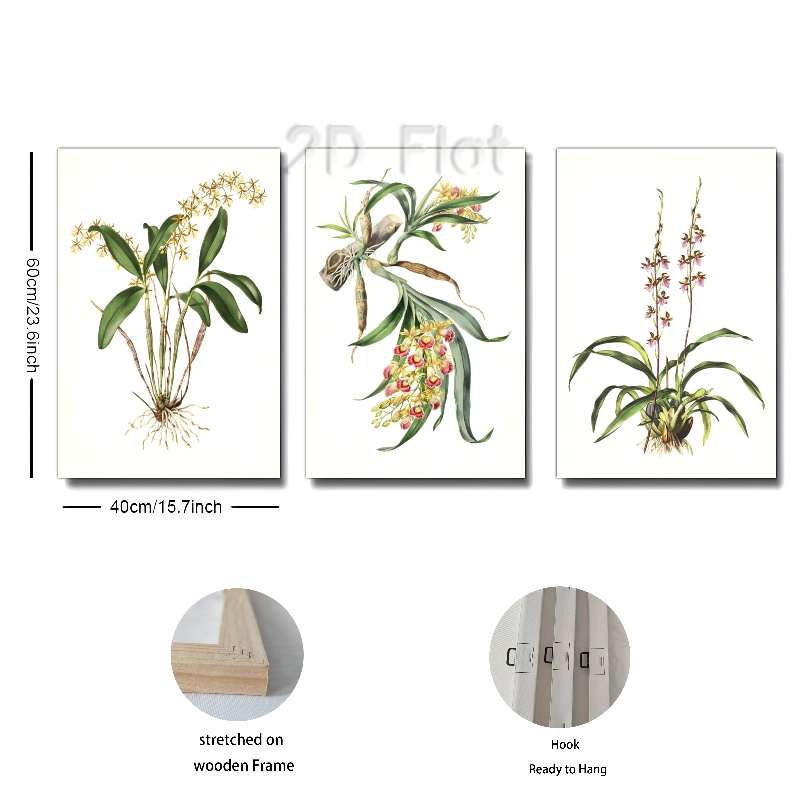 2D Flat
60cm/23.6inch
40cm/15.7inch
stretched on
wooden Frame
Hook
Ready to Hang